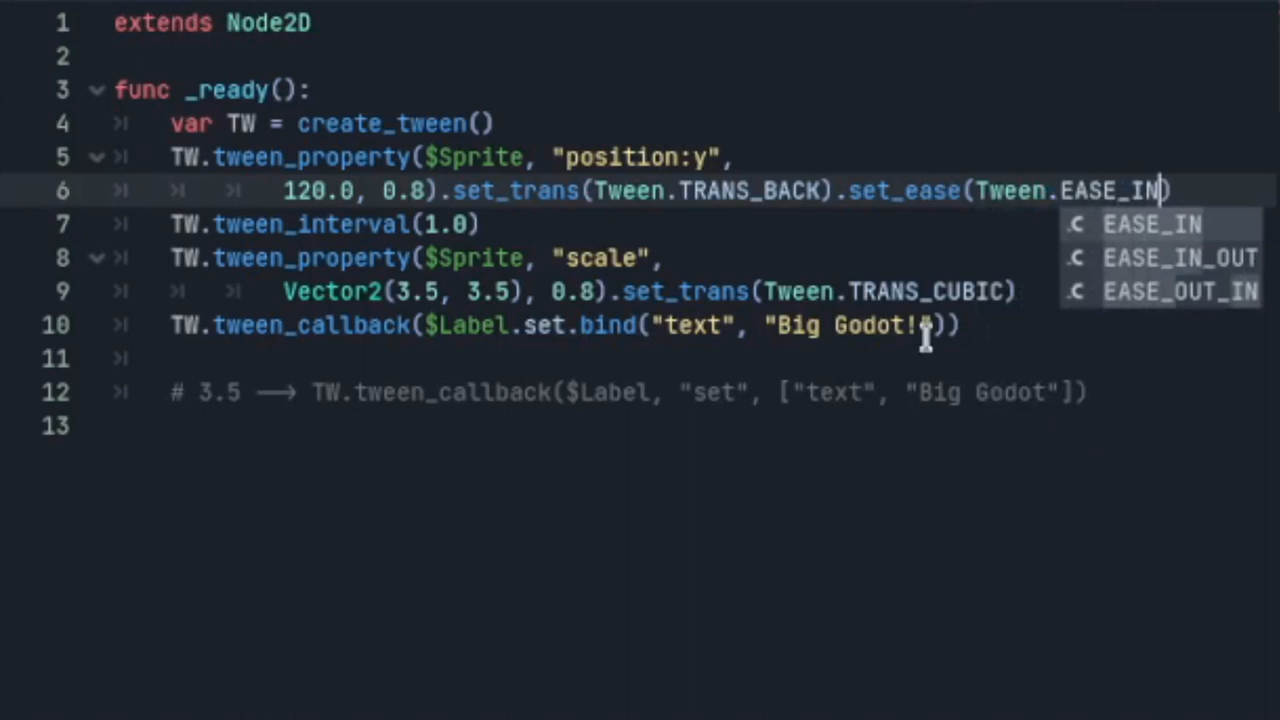 1 extends Node2D
2
3 func _ready():
4 var TW = create_tween()
5 TW.tween_property($Sprite, "position:y",
6 120.0, 0.8).set_trans(Tween.TRANS_BACK).set_ease(Tween.EASE_IN)
7 TW.tween_interval(1.0)
.C EASE_IN
8 TW.tween_property($Sprite, "scale",
.C EASE_IN_OUT
9 Vector2(3.5, 3.5), 0.8).set_trans(Tween.TRANS_CUBIC)
.C EASE_OUT_IN
10 TW.tween_callback($Label.set.bind("text", "Big Godot!"))
11
12 # 3.5 --> TW.tween_callback($Label, "set", ["text", "Big Godot"])
13